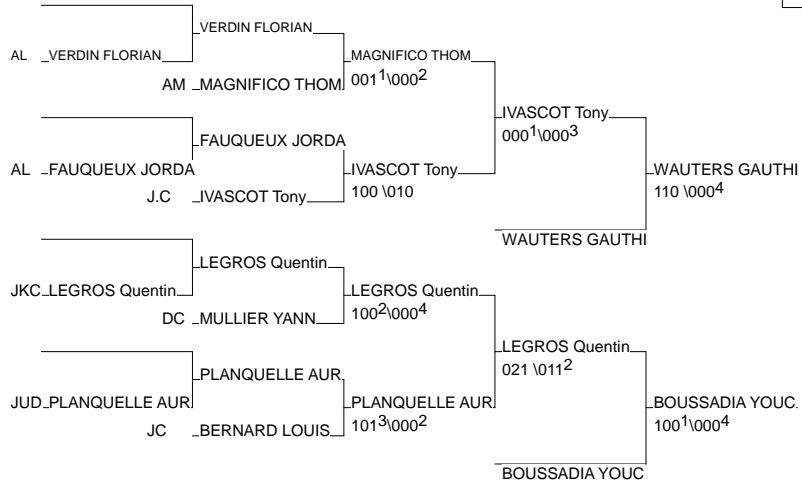 VERDIN FLORIAN
AL VERDIN FLORIAN MAGNIFICO THOM
AM MAGNIFICO THOM 001¹\000²
IVASCOT Tony
000¹\000³
FAUQUEUX JORDA
AL FAUQUEUX JORDA IVASCOT Tony WAUTERS GAUTHI
J.C IVASCOT Tony 100 \010 110 \000⁴
WAUTERS GAUTHI
LEGROS Quentin
JKC LEGROS Quentin LEGROS Quentin
DC MULLIER YANN 100²\000⁴
LEGROS Quentin
021 \011²
PLANQUELLE AUR
JUD PLANQUELLE AUR PLANQUELLE AUR BOUSSADIA YOUC
JC BERNARD LOUIS 101³\000² 100¹\000⁴
BOUSSADIA YOUC